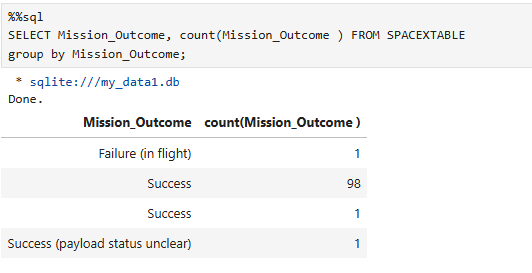 %%sql
SELECT Mission_Outcome, count(Mission_Outcome ) FROM SPACEXTABLE
group by Mission_Outcome;
* sqlite:///my_data1.db
Done.
Mission_Outcome count(Mission_Outcome )
Failure (in flight) 1
Success 98
Success 1
Success (payload status unclear) 1